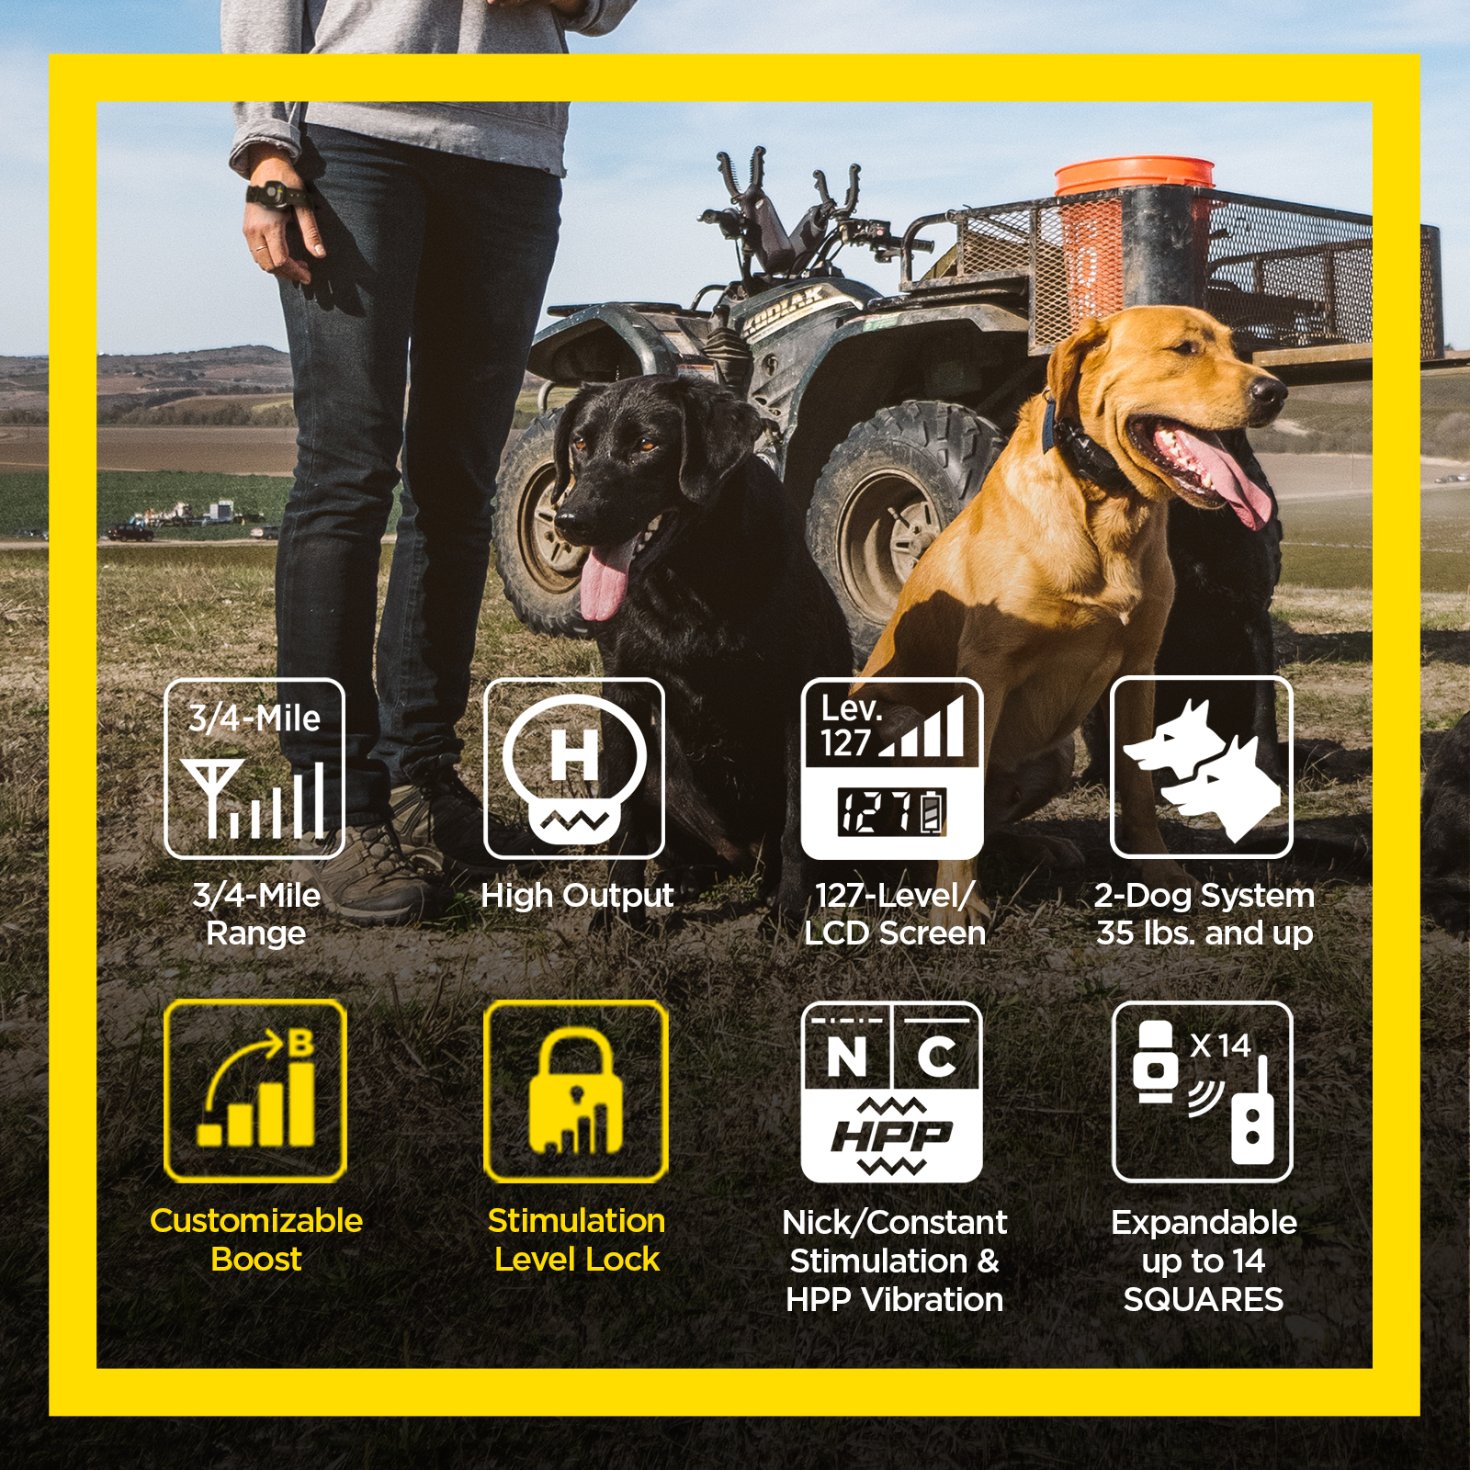 KODIAK
3/4-Mile
3/4-Mile
Range
H
High Output
Lev.
127
127
127-Level/
LCD Screen
2-Dog System
35 lbs. and up
B
Customizable
Boost
Stimulation
Level Lock
N C
HPP
Nick/Constant
Stimulation &
HPP Vibration
X 14
Expandable
up to 14
SQUARES